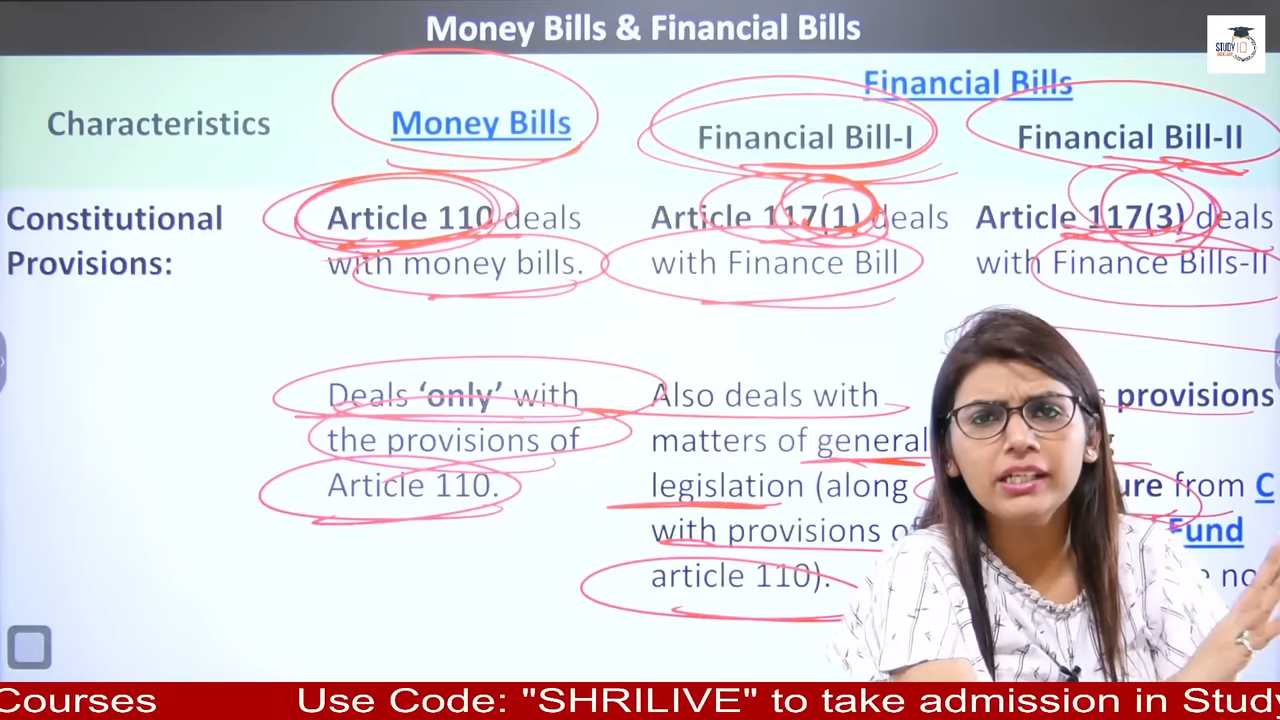 Money Bills & Financial Bills
STUDY IQ
Characteristics
Money Bills
Financial Bills
Financial Bill-I
Financial Bill-II
Constitutional
Provisions:
Article 110 deals
with money bills.
Article 117(1) deals
with Finance Bill
Article 117(3) deals
with Finance Bills-II
Deals ‘only’ with
the provisions of
Article 110.
Also deals with
matters of general
legislation (along
with provisions of
article 110).
provisions
from C
Fund
Courses
Use Code: "SHRILIVE" to take admission in Study